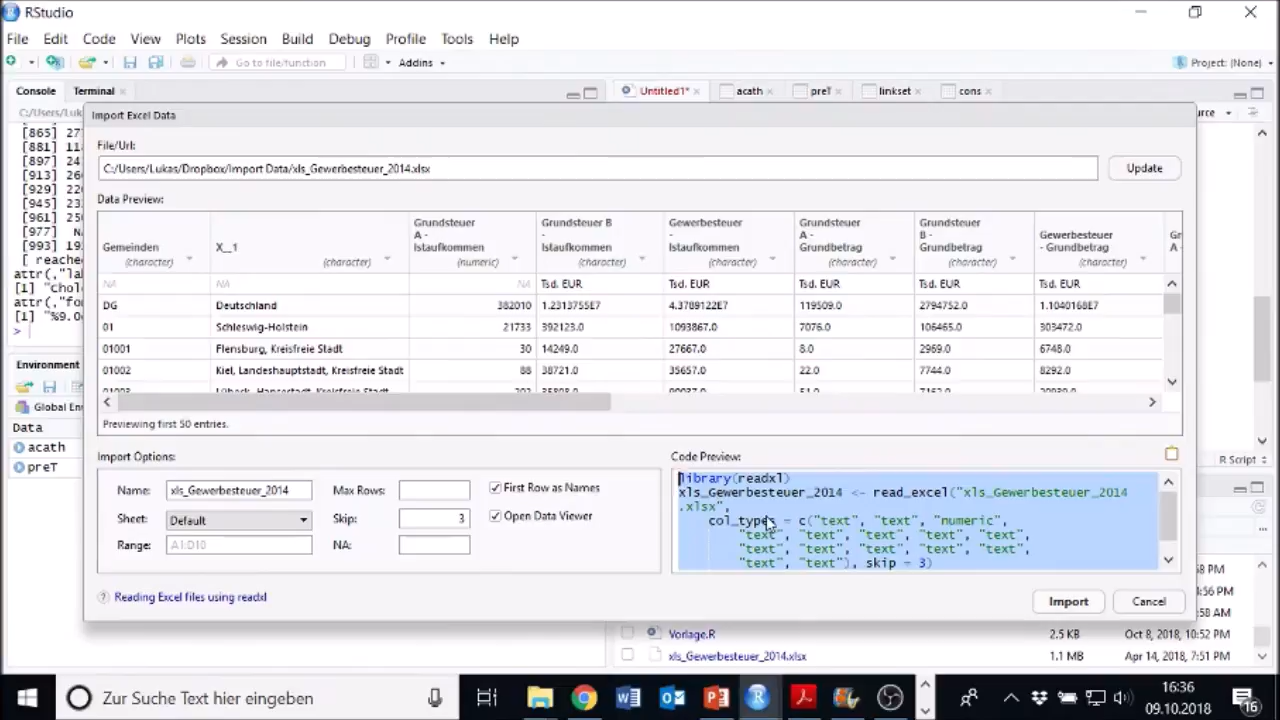 RStudio
File Edit Code View Plots Session Build Debug Profile Tools Help
Go to file/function Addins Project: (None)
Console Terminal Untitled1* acath preT linkset cons
Import Excel Data
File/Url:
C:/Users/Lukas/Dropbox/Import Data/xls_Gewerbesteuer_2014.xlsx Update
Data Preview:
Gemeinden (character) X__1 (character) Grundsteuer A - Istaufkommen (numeric) Grundsteuer B - Istaufkommen (character) Gewerbesteuer - Istaufkommen (character) Grundsteuer A - Grundbetrag (character) Grundsteuer B - Grundbetrag (character) Gewerbesteuer - Grundbetrag (character)
NA NA NA Tsd. EUR Tsd. EUR Tsd. EUR Tsd. EUR Tsd. EUR
DG Deutschland 382010 1.2313755E7 4.3789122E7 119509.0 2794752.0 1.1040168E7
01 Schleswig-Holstein 21733 392123.0 1093867.0 7076.0 106465.0 303472.0
01001 Flensburg, Kreisfreie Stadt 30 14249.0 27667.0 8.0 2969.0 6748.0
01002 Kiel, Landeshauptstadt, Kreisfreie Stadt 88 38721.0 35657.0 22.0 7744.0 8292.0
Previewing first 50 entries.
Import Options:
Name: xls_Gewerbesteuer_2014 Max Rows: First Row as Names
Sheet: Default Skip: 3 Open Data Viewer
Range: A1:D10 NA:
Reading Excel files using readxl
Code Preview:
library(readxl)
xls_Gewerbesteuer_2014 <- read_excel("xls_Gewerbesteuer_2014
.xlsx",
col_types = c("text", "text", "numeric",
"text", "text", "text", "text", "text",
"text", "text", "text", "text", "text",
"text", "text"), skip = 3)
Import Cancel
[865]
[881]
[897]
[913]
[929]
[945]
[961]
[977]
[993]
Environment
Data
acath
preT
R Script
Vorlage.R 2.5 KB Oct 8, 2018, 10:52 PM
xls_Gewerbesteuer_2014.xlsx 1.1 MB Apr 14, 2018, 7:51 PM
Zur Suche Text hier eingeben
16:36
09.10.2018
16